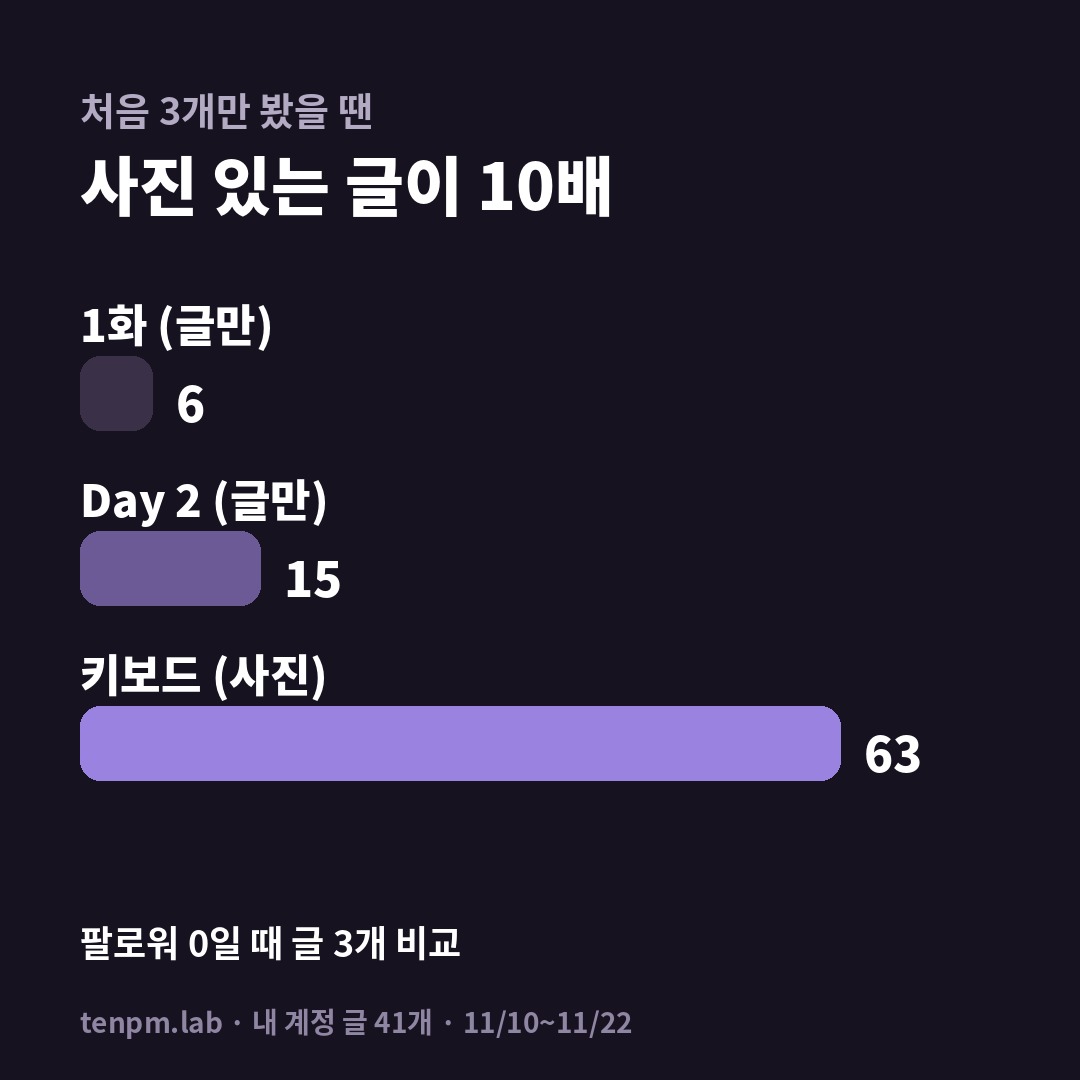 처음 3개만 봤을 땐
사진 있는 글이 10배
1화 (글만)
6
Day 2 (글만)
15
키보드 (사진)
63
팔로워 0일 때 글 3개 비교
tenpm.lab · 내 계정 글 41개 · 11/10~11/22